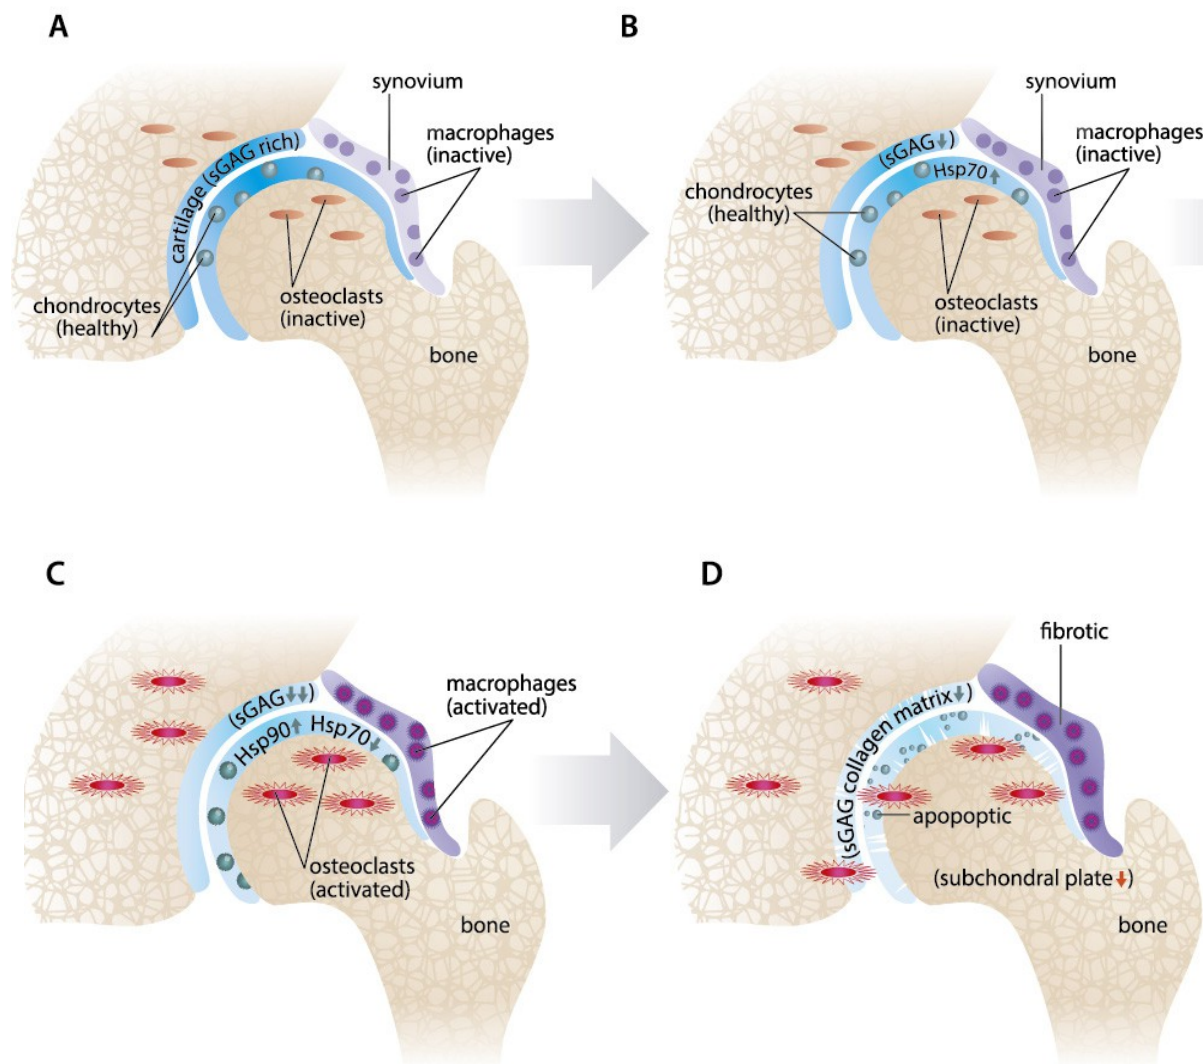 A
synovium
macrophages
(inactive)
cartilage (sGAG rich)
chondrocytes
(healthy)
osteoclasts
(inactive)
bone
B
synovium
macrophages
(inactive)
(sGAG↓)
Hsp70↑
chondrocytes
(healthy)
osteoclasts
(inactive)
bone
C
macrophages
(activated)
(sGAG↓↓)
Hsp90↑ Hsp70↓
osteoclasts
(activated)
bone
D
fibrotic
(sGAG collagen matrix↓)
apopoptic
(subchondral plate↓)
bone